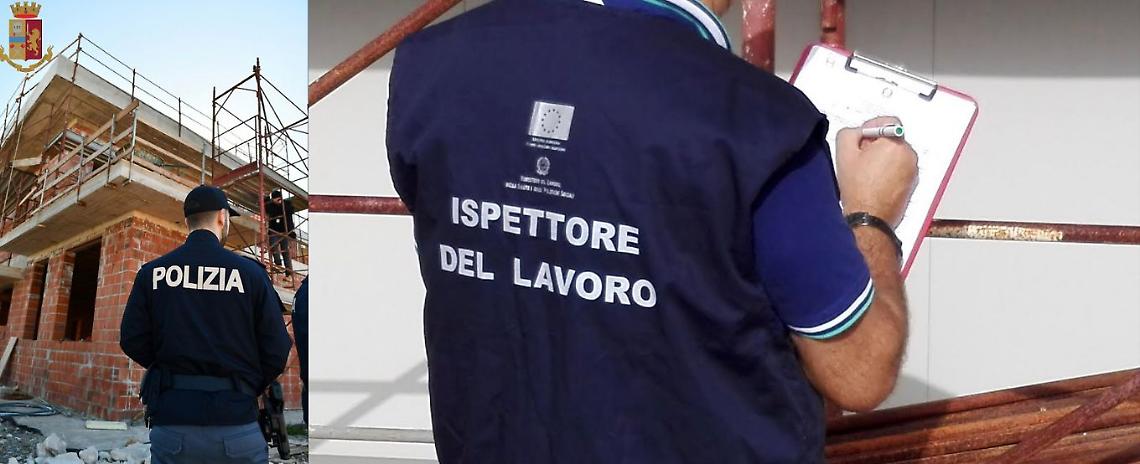 POLIZIA
ISPETTORE
DEL LAVORO